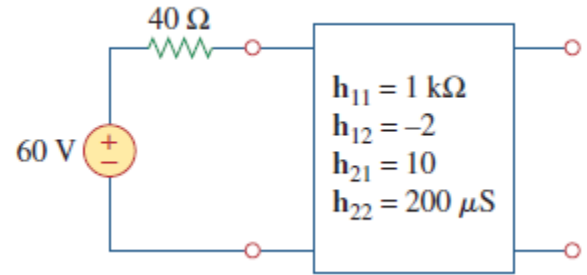 40 Ω
60 V
+
−
h₁₁ = 1 kΩ
h₁₂ = –2
h₂₁ = 10
h₂₂ = 200 μS